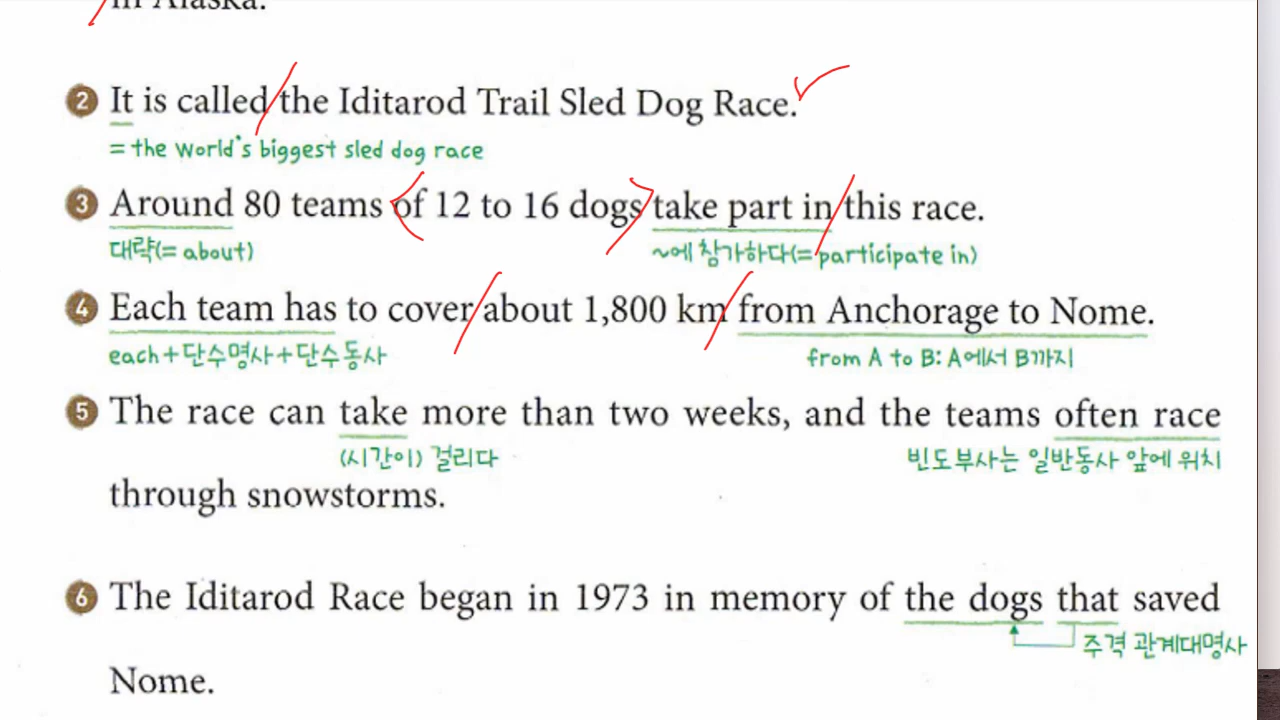 in Alaska.
2 It is called the Iditarod Trail Sled Dog Race.
= the world's biggest sled dog race
3 Around 80 teams of 12 to 16 dogs take part in this race.
대략(= about) ~에 참가하다(= participate in)
4 Each team has to cover about 1,800 km from Anchorage to Nome.
each+단수명사+단수동사 from A to B: A에서 B까지
5 The race can take more than two weeks, and the teams often race
(시간이) 걸리다 빈도부사는 일반동사 앞에 위치
through snowstorms.
6 The Iditarod Race began in 1973 in memory of the dogs that saved
주격 관계대명사
Nome.